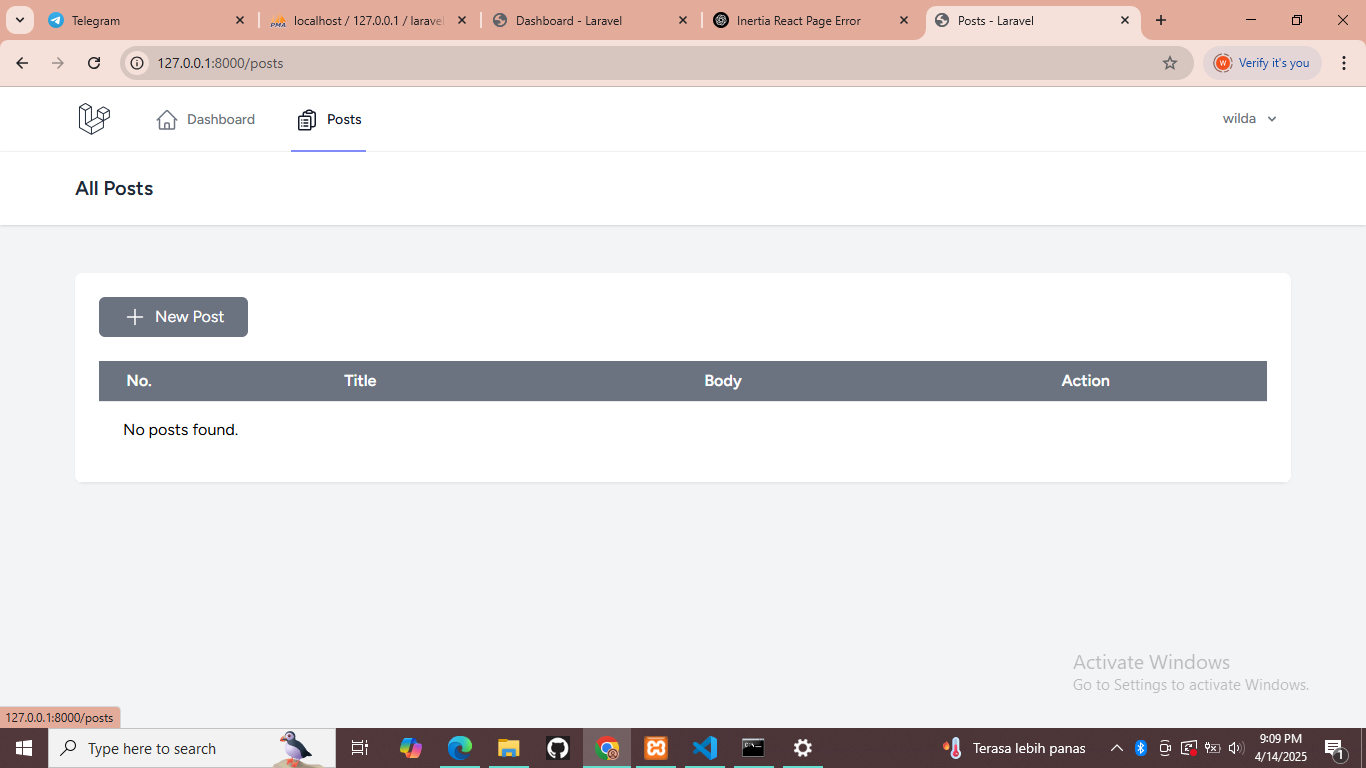 Telegram
localhost / 127.0.0.1 / laravel
Dashboard - Laravel
Inertia React Page Error
Posts - Laravel
127.0.0.1:8000/posts
W
Verify it's you
Dashboard
Posts
wilda
All Posts
New Post
No.
Title
Body
Action
No posts found.
Activate Windows
Go to Settings to activate Windows.
127.0.0.1:8000/posts
Type here to search
Terasa lebih panas
9:09 PM
4/14/2025
1